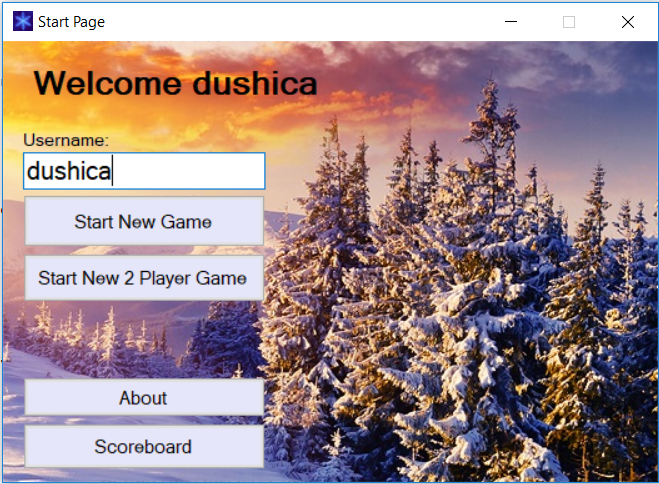 Start Page
Welcome dushica
Username:
dushica
Start New Game
Start New 2 Player Game
About
Scoreboard